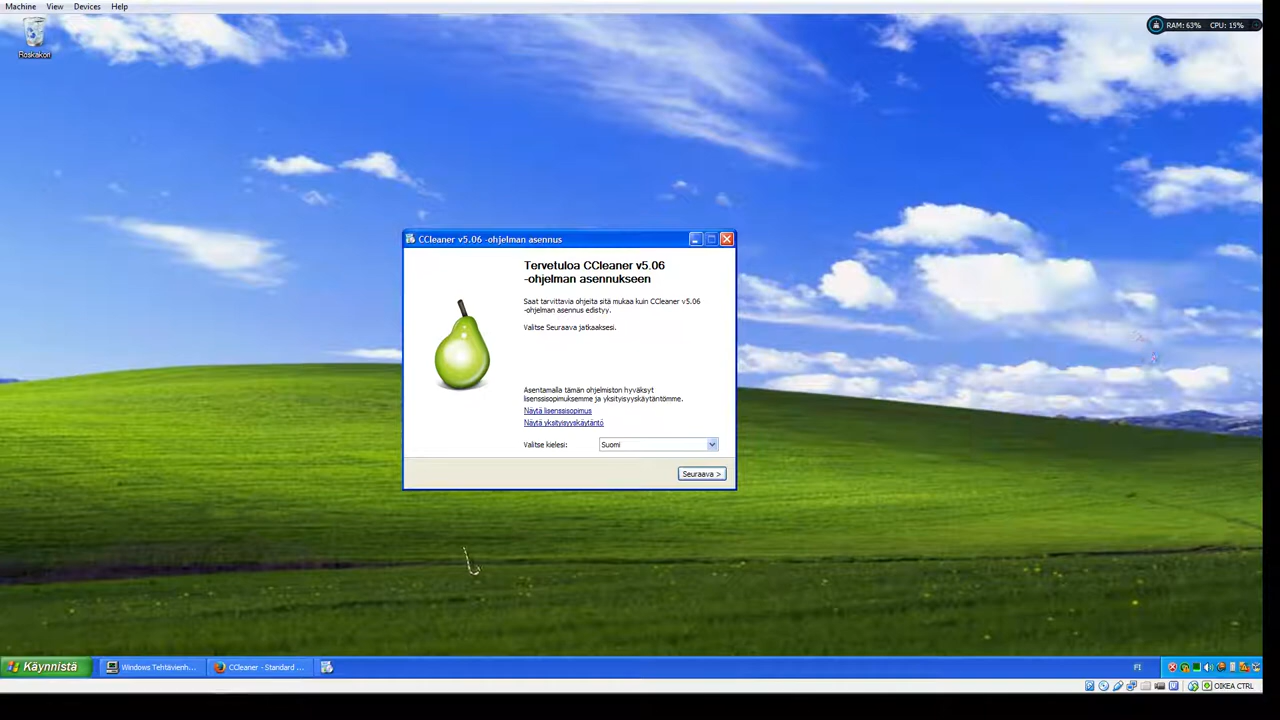 Machine View Devices Help
RAM: 63% CPU: 15%
Roskakori
CCleaner v5.06 -ohjelman asennus
Tervetuloa CCleaner v5.06
-ohjelman asennukseen
Saat tarvittavia ohjeita sitä mukaa kuin CCleaner v5.06
-ohjelman asennus edistyy.
Valitse Seuraava jatkaaksesi.
Asentamalla tämän ohjelmiston hyväksyt
lisenssisopimuksemme ja yksityisyyskäytäntömme.
Näytä lisenssisopimus
Näytä yksityisyyskäytäntö
Valitse kielesi: Suomi
Seuraava >
Käynnistä Windows Tehtävienh... CCleaner - Standard ... FI
OIKEA CTRL